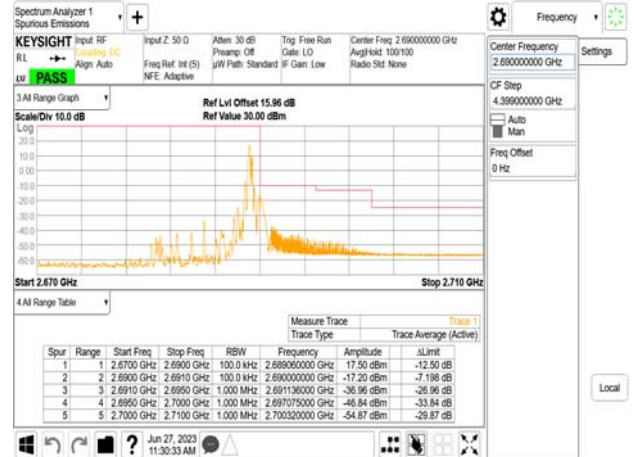 Spectrum Analyzer 1
Spurious Emissions
+
Frequency
KEYSIGHT Input: RF Input Z: 50 Ω Atten: 30 dB Trig: Free Run Center Freq: 2.690000000 GHz
RL Coupling: DC Preamp: Off Gate: LO Avg|Hold: 100/100
Align: Auto Freq Ref: Int (S) µW Path: Standard IF Gain: Low Radio Std: None
LXI PASS NFE: Adaptive
Center Frequency
2.690000000 GHz
Settings
CF Step
4.399000000 GHz
Auto
Man
Freq Offset
0 Hz
Local
3 All Range Graph
Ref Lvl Offset 15.96 dB
Scale/Div 10.0 dB Ref Value 30.00 dBm
Log
20.0
10.0
0.00
-10.0
-20.0
-30.0
-40.0
-50.0
-60.0
Start 2.670 GHz Stop 2.710 GHz
4 All Range Table
Measure Trace Trace 1
Trace Type Trace Average (Active)
Spur Range Start Freq Stop Freq RBW Frequency Amplitude ΔLimit
1 1 2.6700 GHz 2.6900 GHz 100.0 kHz 2.689060000 GHz 17.50 dBm -12.50 dB
2 2 2.6900 GHz 2.6910 GHz 100.0 kHz 2.690000000 GHz -17.20 dBm -7.198 dB
3 3 2.6910 GHz 2.6950 GHz 1.000 MHz 2.691136000 GHz -36.96 dBm -26.96 dB
4 4 2.6950 GHz 2.7000 GHz 1.000 MHz 2.697075000 GHz -46.84 dBm -33.84 dB
5 5 2.7000 GHz 2.7100 GHz 1.000 MHz 2.700320000 GHz -54.87 dBm -29.87 dB
? Jun 27, 2023
11:30:33 AM